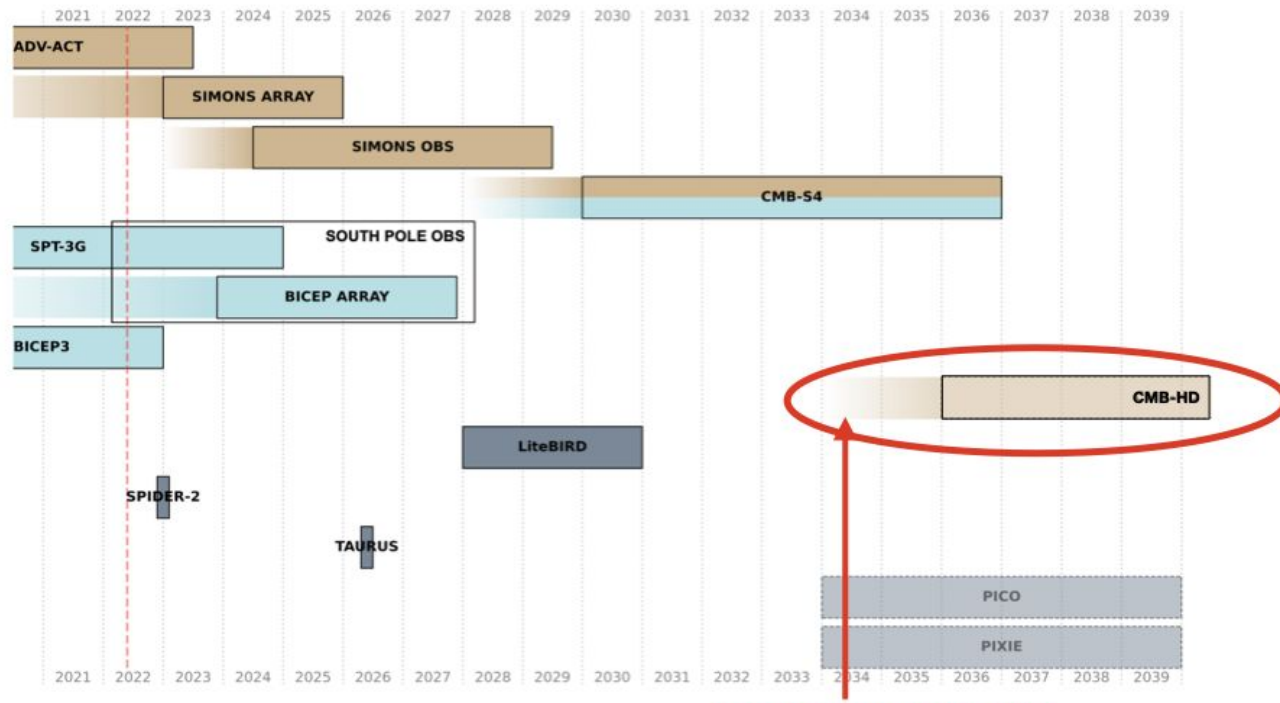 2021 2022 2023 2024 2025 2026 2027 2028 2029 2030 2031 2032 2033 2034 2035 2036 2037 2038 2039
ADV-ACT
SIMONS ARRAY
SIMONS OBS
CMB-S4
SOUTH POLE OBS
SPT-3G
BICEP ARRAY
BICEP3
CMB-HD
LiteBIRD
SPIDER-2
TAURUS
PICO
PIXIE
2021 2022 2023 2024 2025 2026 2027 2028 2029 2030 2031 2032 2033 2034 2035 2036 2037 2038 2039